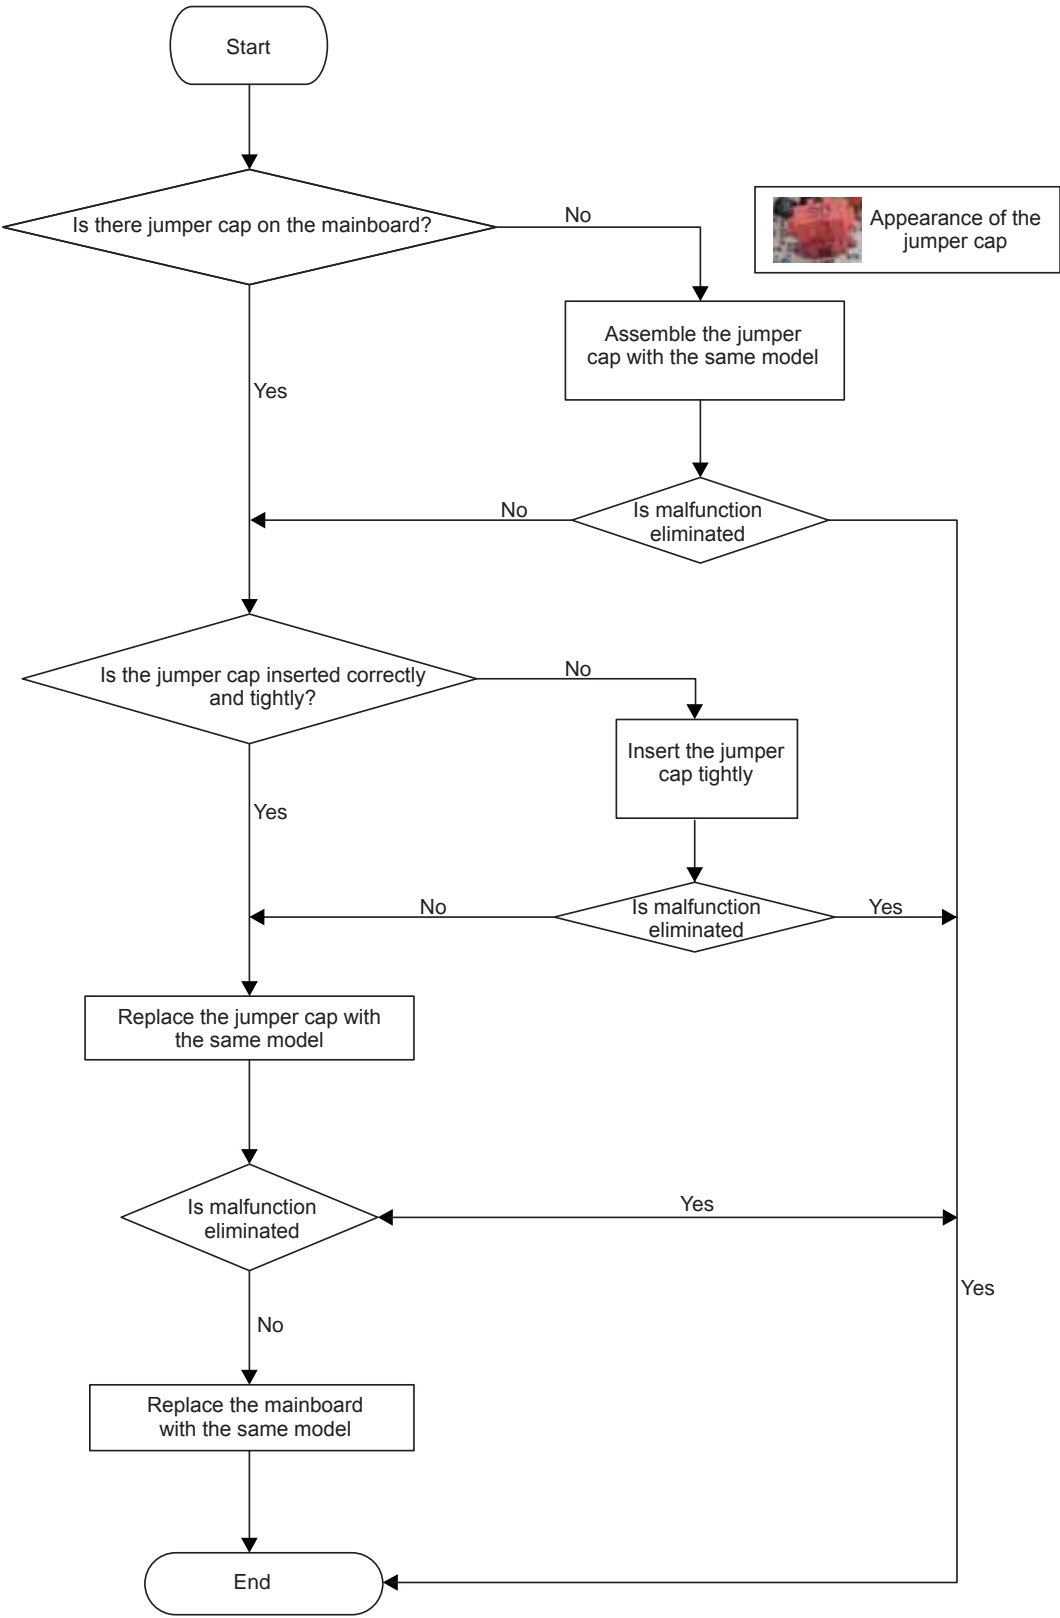 Start
Is there jumper cap on the mainboard?
No
Appearance of the
jumper cap
Assemble the jumper
cap with the same model
Yes
No
Is malfunction
eliminated
Is the jumper cap inserted correctly
and tightly?
No
Insert the jumper
cap tightly
Yes
No
Is malfunction
eliminated
Yes
Replace the jumper cap with
the same model
Is malfunction
eliminated
Yes
Yes
No
Replace the mainboard
with the same model
End